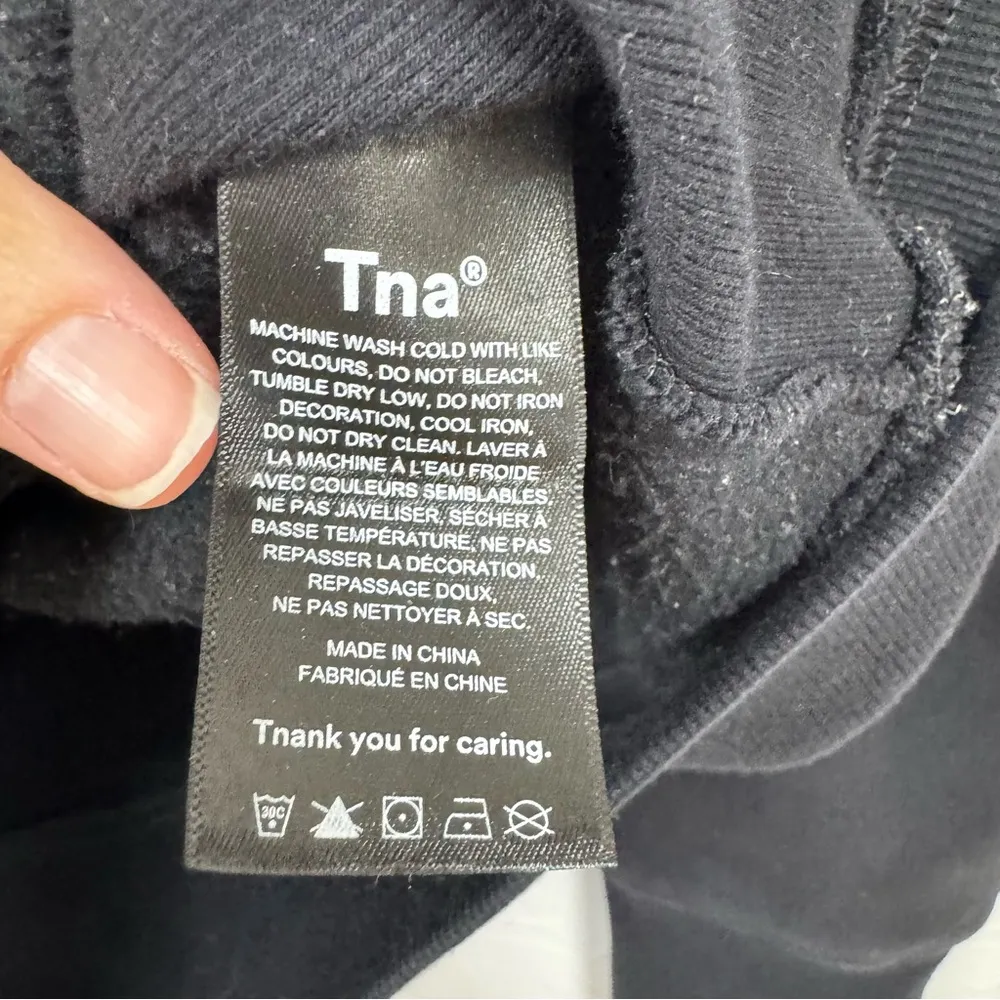 Tna®
MACHINE WASH COLD WITH LIKE
COLOURS, DO NOT BLEACH,
TUMBLE DRY LOW, DO NOT IRON
DECORATION, COOL IRON,
DO NOT DRY CLEAN. LAVER À
LA MACHINE À L'EAU FROIDE
AVEC COULEURS SEMBLABLES,
NE PAS JAVELISER. SÉCHER À
BASSE TEMPÉRATURE, NE PAS
REPASSER LA DÉCORATION,
REPASSAGE DOUX,
NE PAS NETTOYER À SEC
MADE IN CHINA
FABRIQUÉ EN CHINE
Tnank you for caring.
30C